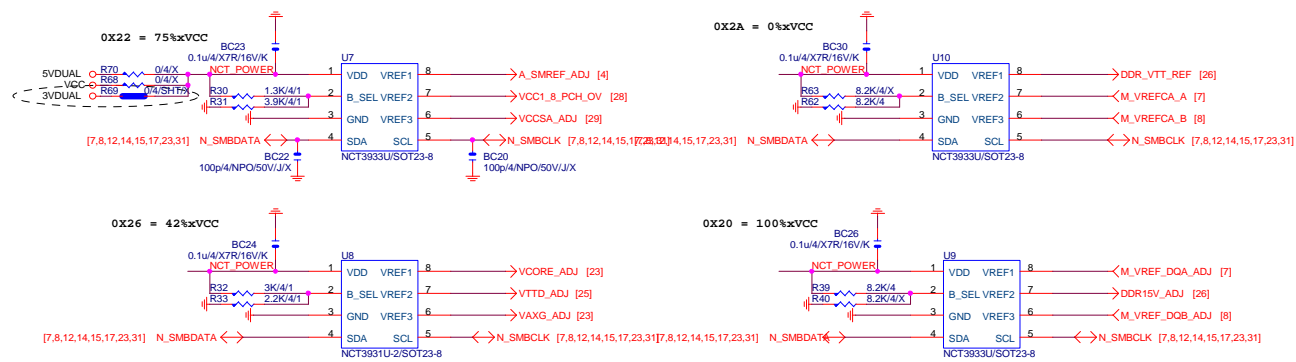 0X22 = 75%xVCC
BC23
0.1u/4/X7R/16V/K
NCT_POWER
5VDUAL
R70
0/4/X
VCC
R68
0/4/X
3VDUAL
R69
0/4/SHT/X
R30
1.3K/4/1
R31
3.9K/4/1
U7
1 VDD VREF1 8
A_SMREF_ADJ [4]
2 B_SEL VREF2 7
VCC1_8_PCH_OV [28]
3 GND VREF3 6
VCCSA_ADJ [29]
4 SDA SCL 5
[7,8,12,14,15,17,23,31] N_SMBDATA
N_SMBCLK [7,8,12,14,15,17,23,31]
NCT3933U/SOT23-8
BC22
100p/4/NPO/50V/J/X
BC20
100p/4/NPO/50V/J/X
0X2A = 0%xVCC
BC30
0.1u/4/X7R/16V/K
NCT_POWER
R63
8.2K/4/X
R62
8.2K/4
U10
1 VDD VREF1 8
DDR_VTT_REF [26]
2 B_SEL VREF2 7
M_VREFCA_A [7]
3 GND VREF3 6
M_VREFCA_B [8]
4 SDA SCL 5
N_SMBDATA
N_SMBCLK [7,8,12,14,15,17,23,31]
NCT3933U/SOT23-8
0X26 = 42%xVCC
BC24
0.1u/4/X7R/16V/K
NCT_POWER
R32
3K/4/1
R33
2.2K/4/1
U8
1 VDD VREF1 8
VCORE_ADJ [23]
2 B_SEL VREF2 7
VTTD_ADJ [25]
3 GND VREF3 6
VAXG_ADJ [23]
4 SDA SCL 5
[7,8,12,14,15,17,23,31] N_SMBDATA
N_SMBCLK [7,8,12,14,15,17,23,31]
NCT3931U-2/SOT23-8
0X20 = 100%xVCC
BC26
0.1u/4/X7R/16V/K
NCT_POWER
R39
8.2K/4
R40
8.2K/4/X
U9
1 VDD VREF1 8
M_VREF_DQA_ADJ [7]
2 B_SEL VREF2 7
DDR15V_ADJ [26]
3 GND VREF3 6
M_VREF_DQB_ADJ [8]
4 SDA SCL 5
N_SMBDATA
N_SMBCLK [7,8,12,14,15,17,23,31]
NCT3933U/SOT23-8